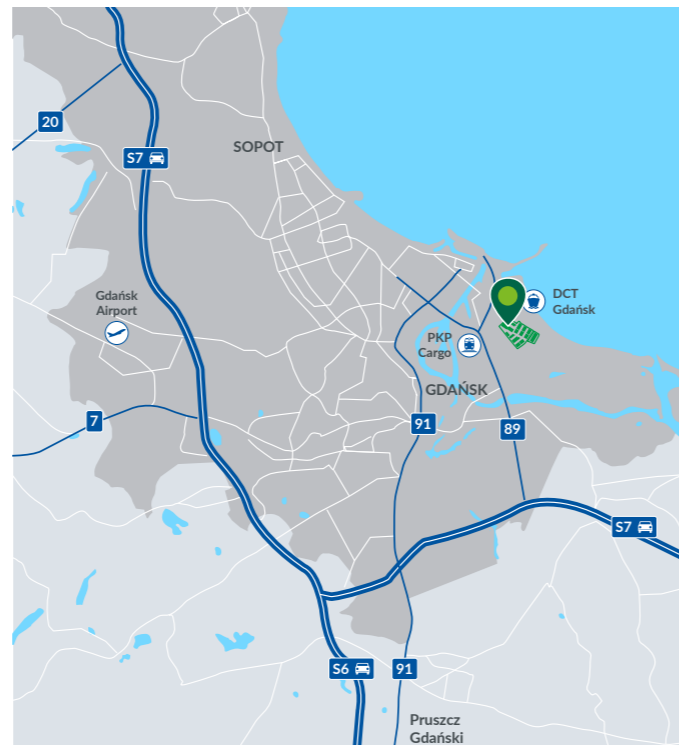 20
S7
SOPOT
Gdańsk
Airport
DCT
Gdańsk
PKP
Cargo
GDAŃSK
7
91
89
S7
S6
91
Pruszcz
Gdański